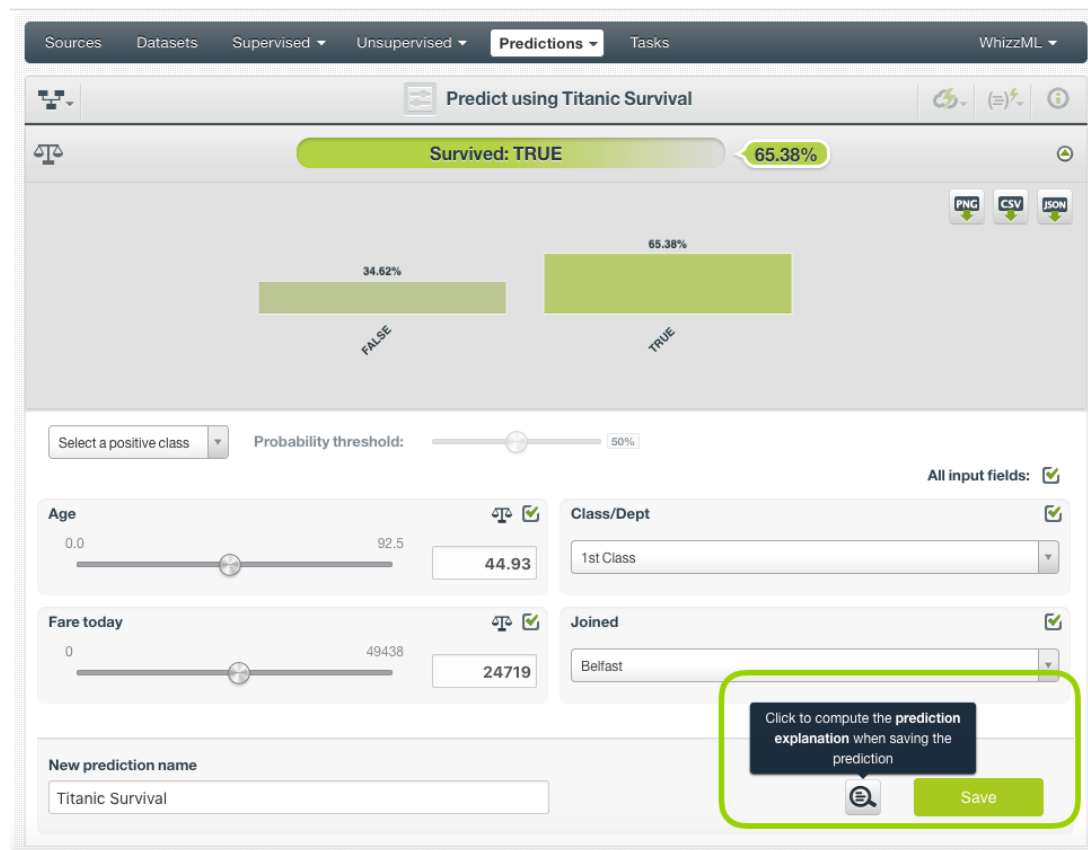 Sources Datasets Supervised Unsupervised Predictions Tasks WhizzML
Predict using Titanic Survival
Survived: TRUE 65.38%
PNG CSV JSON
65.38%
34.62%
FALSE TRUE
Select a positive class Probability threshold: 50%
All input fields:
Age Class/Dept
0.0 92.5
44.93 1st Class
Fare today Joined
0 49438
24719 Belfast
Click to compute the prediction
explanation when saving the
prediction
New prediction name
Titanic Survival Save